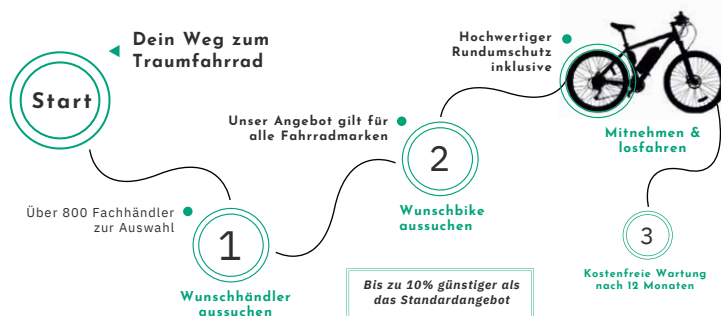 Dein Weg zum
Traumfahrrad
Start
Über 800 Fachhändler
zur Auswahl
1
Wunschhändler
aussuchen
Unser Angebot gilt für
alle Fahrradmarken
2
Wunschbike
aussuchen
Hochwertiger
Rundumschutz
inklusive
Mitnehmen &
losfahren
3
Kostenfreie Wartung
nach 12 Monaten
Bis zu 10% günstiger als
das Standardangebot